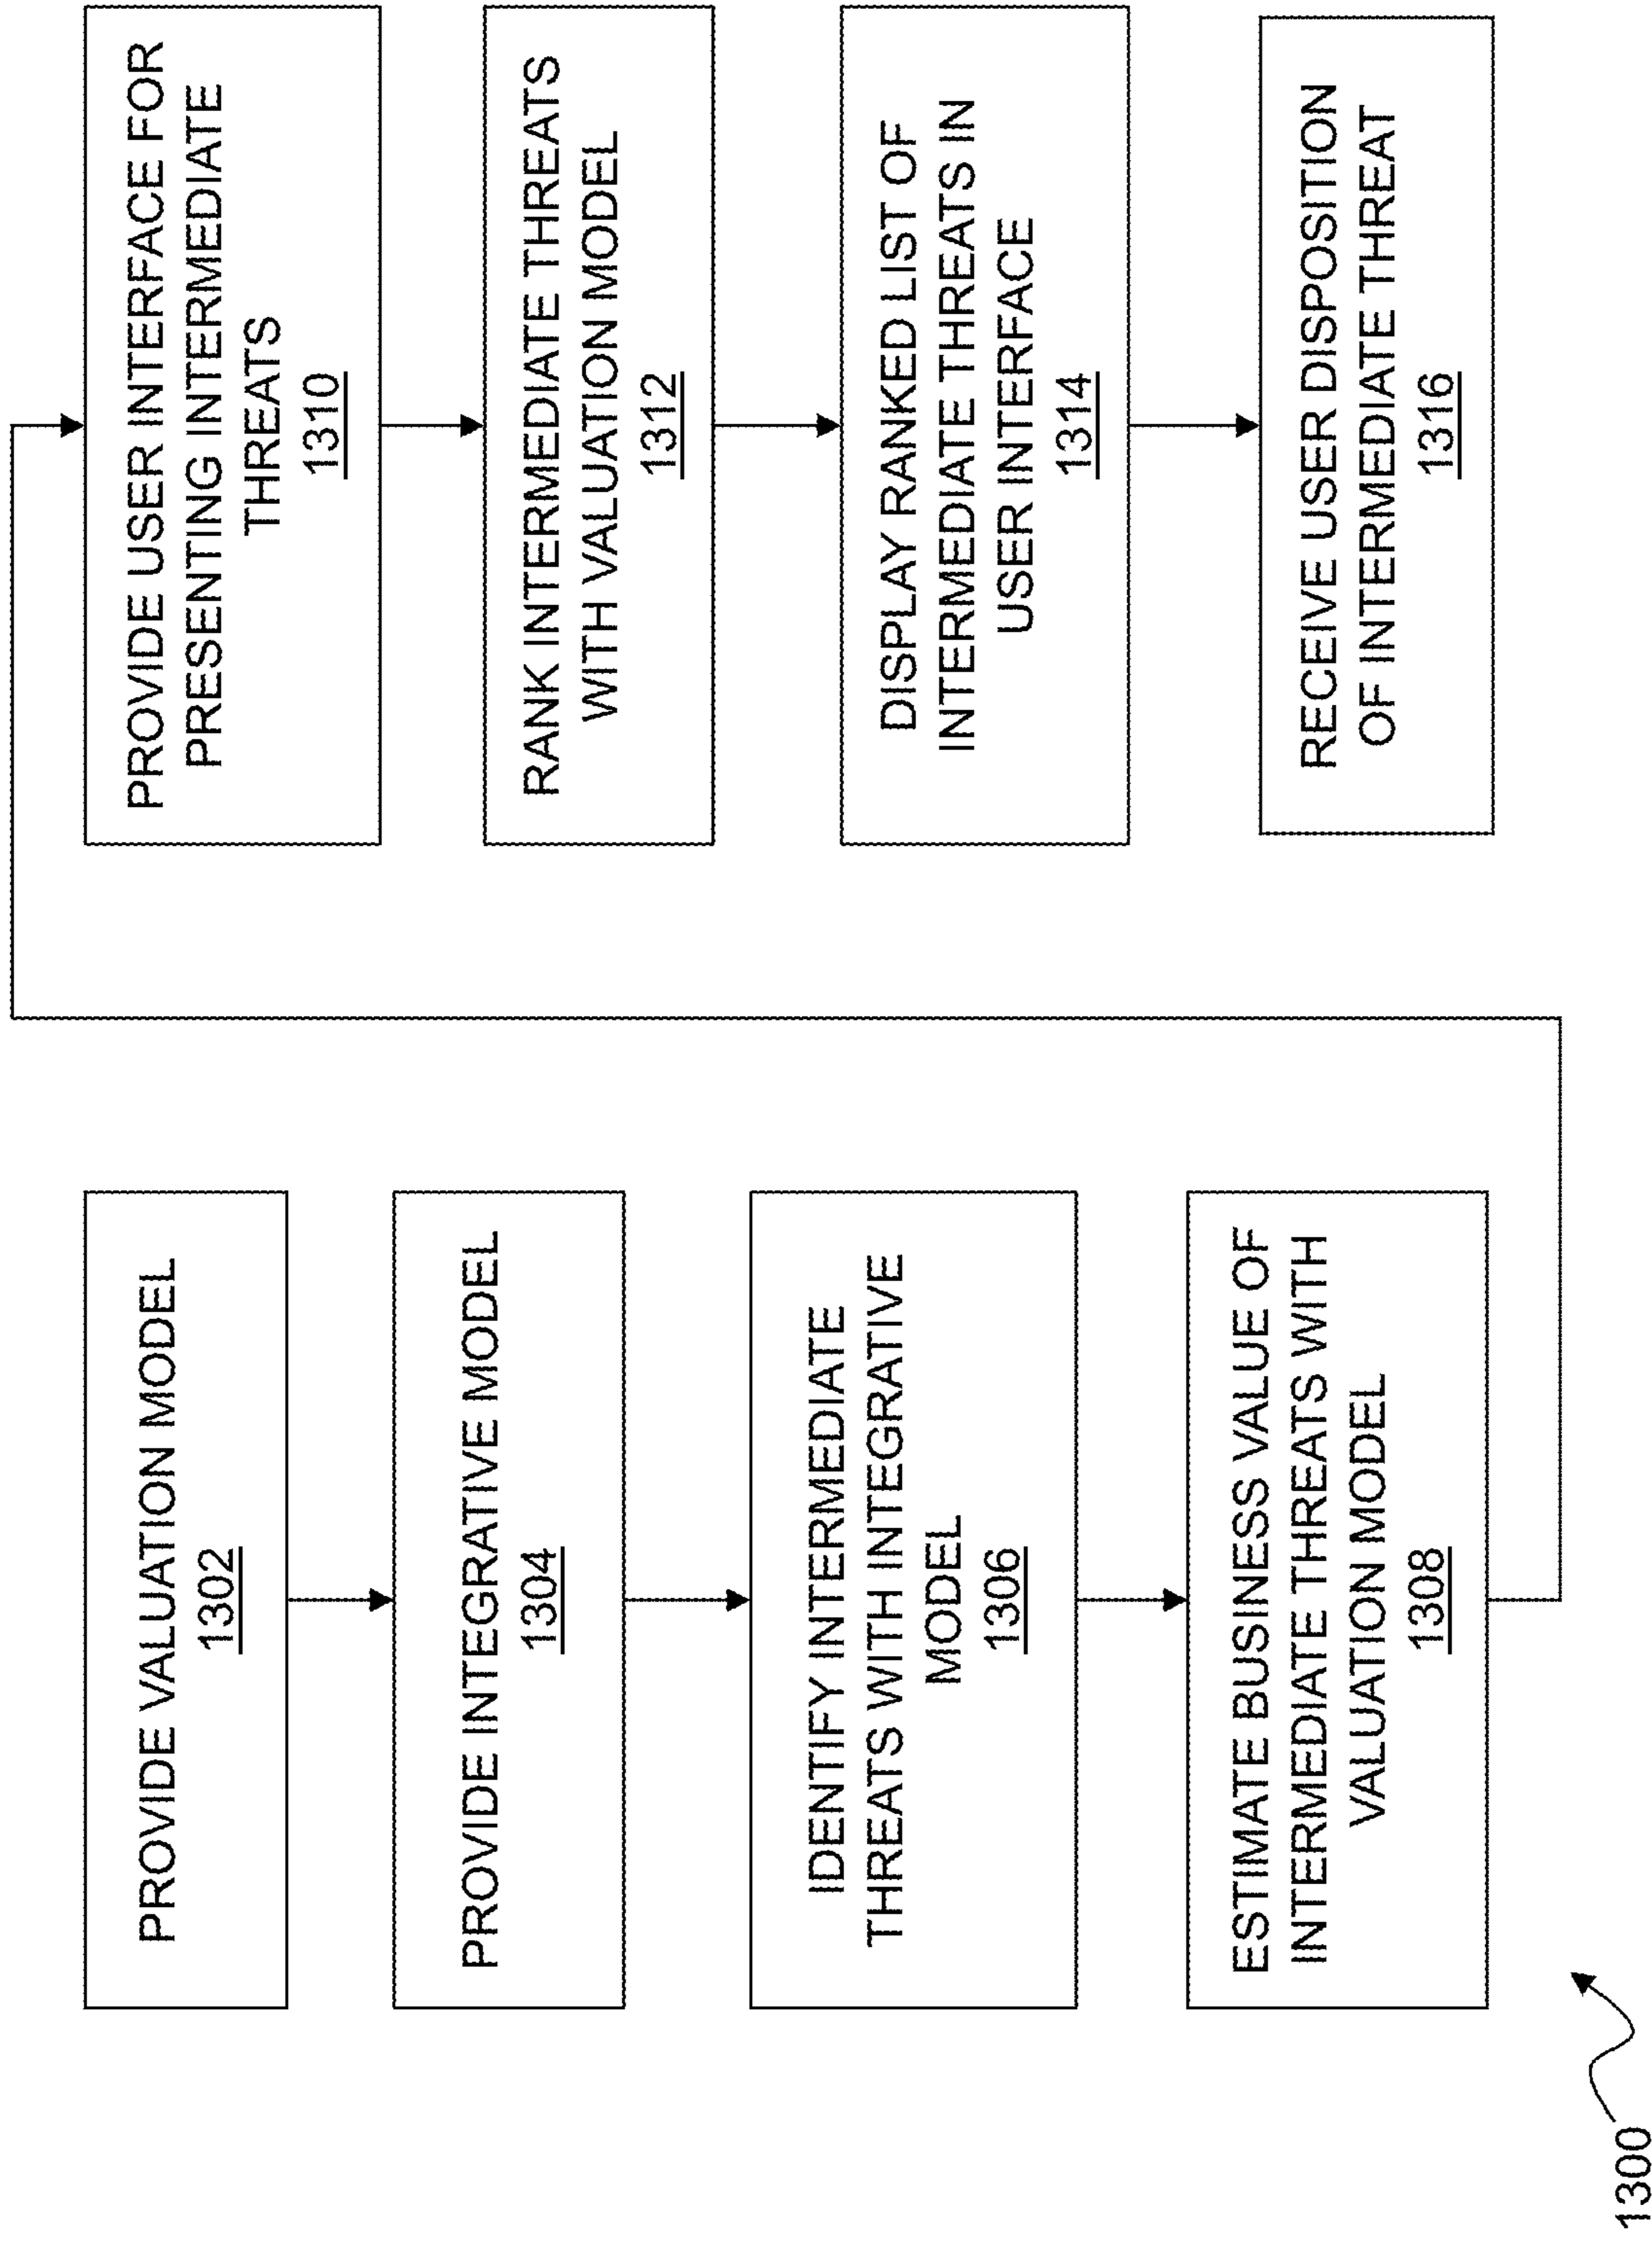 PROVIDE VALUATION MODEL
1302
PROVIDE INTEGRATIVE MODEL
1304
IDENTIFY INTERMEDIATE
THREATS WITH INTEGRATIVE
MODEL
1306
ESTIMATE BUSINESS VALUE OF
INTERMEDIATE THREATS WITH
VALUATION MODEL
1308
PROVIDE USER INTERFACE FOR
PRESENTING INTERMEDIATE
THREATS
1310
RANK INTERMEDIATE THREATS
WITH VALUATION MODEL
1312
DISPLAY RANKED LIST OF
INTERMEDIATE THREATS IN
USER INTERFACE
1314
RECEIVE USER DISPOSITION
OF INTERMEDIATE THREAT
1316
1300